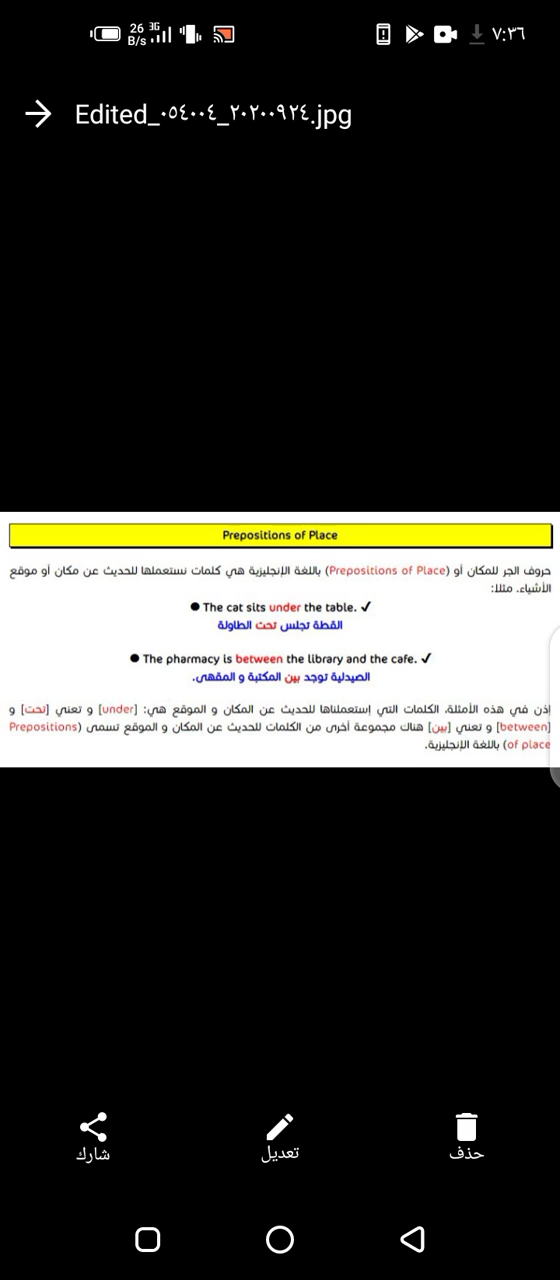 26 B/s 3G ٧:٣٦
Edited_٢٠٢٠٠٩٢٤_٠٥٤٠٠٤.jpg
Prepositions of Place
حروف الجر للمكان أو (Prepositions of Place) باللغة الإنجليزية هي كلمات نستعملها للحديث عن مكان أو موقع
الأشياء. مثلا:
● The cat sits under the table. ✓
القطة تجلس تحت الطاولة
● The pharmacy is between the library and the cafe. ✓
الصيدلية توجد بين المكتبة و المقهى.
إذن في هذه الأمثلة، الكلمات التي إستعملناها للحديث عن المكان و الموقع هي: [under] و تعني [تحت] و
[between] و تعني [بين] هناك مجموعة أخرى من الكلمات للحديث عن المكان و الموقع تسمى (Prepositions
of place) باللغة الإنجليزية.
شارك
تعديل
حذف